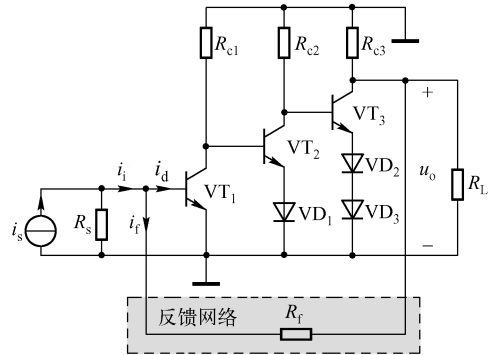 Rc1
Rc2
Rc3
VT1
VT2
VT3
VD1
VD2
VD3
+
uo
−
RL
is
Rs
ii
id
if
反馈网络
Rf